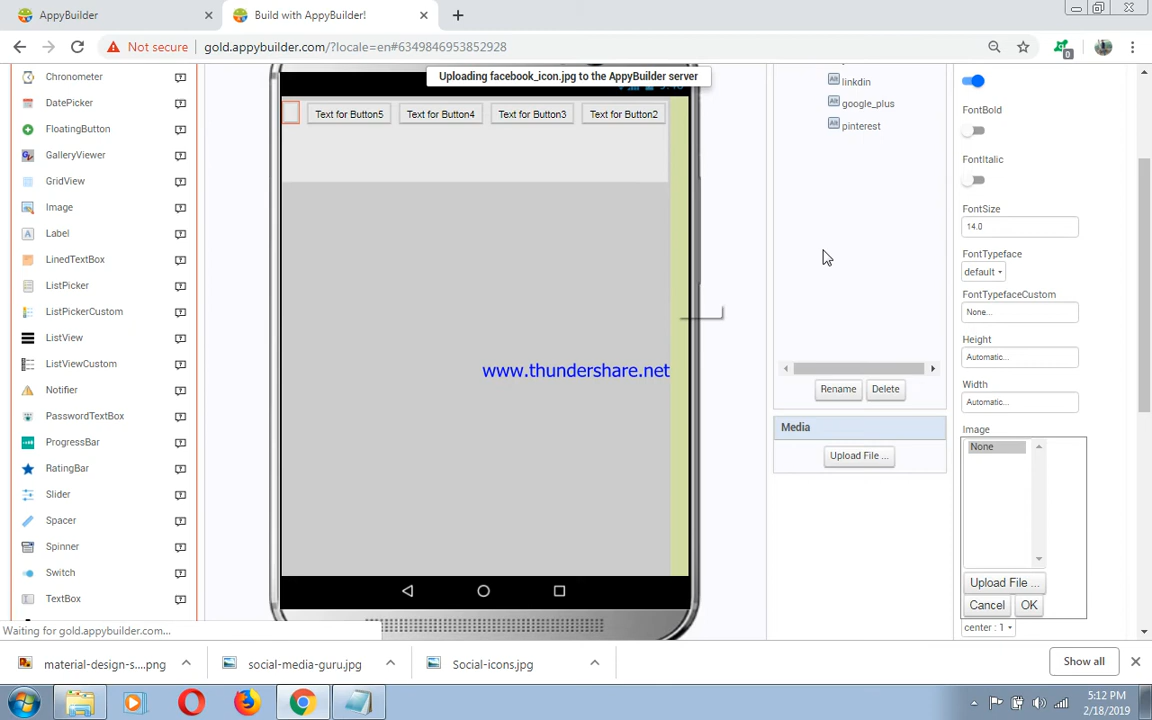 AppyBuilder
Build with AppyBuilder!
Not secure
gold.appybuilder.com/?locale=en#6349846953852928
0
Uploading facebook_icon.jpg to the AppyBuilder server
Chronometer
DatePicker
FloatingButton
GalleryViewer
GridView
Image
Label
LinedTextBox
ListPicker
ListPickerCustom
ListView
ListViewCustom
Notifier
PasswordTextBox
ProgressBar
RatingBar
Slider
Spacer
Spinner
Switch
TextBox
Waiting for gold.appybuilder.com...
Text for Button5
Text for Button4
Text for Button3
Text for Button2
www.thundershare.net
linkdin
google_plus
pinterest
Rename
Delete
Media
Upload File ...
FontBold
FontItalic
FontSize
14.0
FontTypeface
default
FontTypefaceCustom
None...
Height
Automatic...
Width
Automatic...
Image
None
Upload File ...
Cancel
OK
center : 1
material-design-s....png
social-media-guru.jpg
Social-icons.jpg
Show all
5:12 PM
2/18/2019